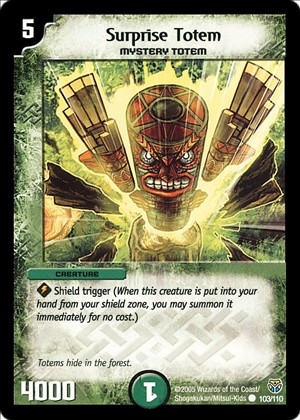 5
Surprise Totem
MYSTERY TOTEM
CREATURE
Shield trigger (When this creature is put into your
hand from your shield zone, you may summon it
immediately for no cost.)
Totems hide in the forest.
4000
1
©2005 Wizards of the Coast/
Shogakukan/Mitsui-Kids
103/110